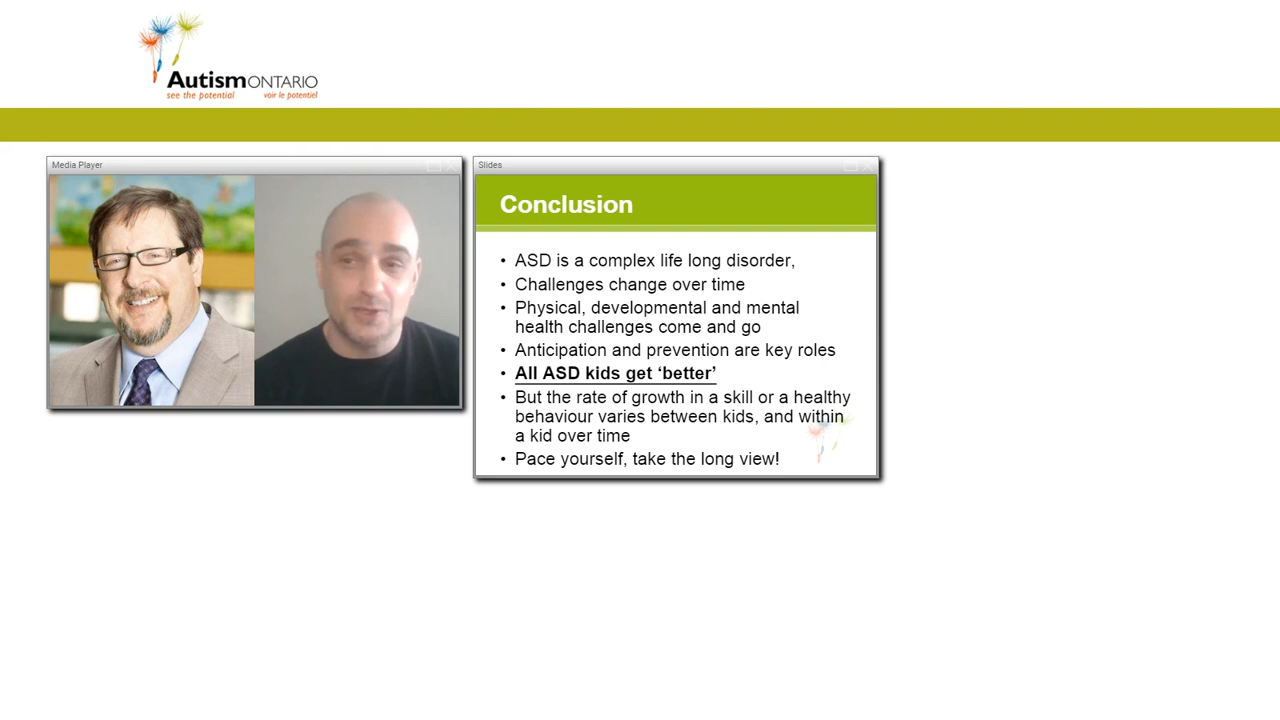 AutismONTARIO
see the potential voir le potentiel
Media Player
Slides
Conclusion
• ASD is a complex life long disorder,
• Challenges change over time
• Physical, developmental and mental
health challenges come and go
• Anticipation and prevention are key roles
• All ASD kids get ‘better’
• But the rate of growth in a skill or a healthy
behaviour varies between kids, and within
a kid over time
• Pace yourself, take the long view!